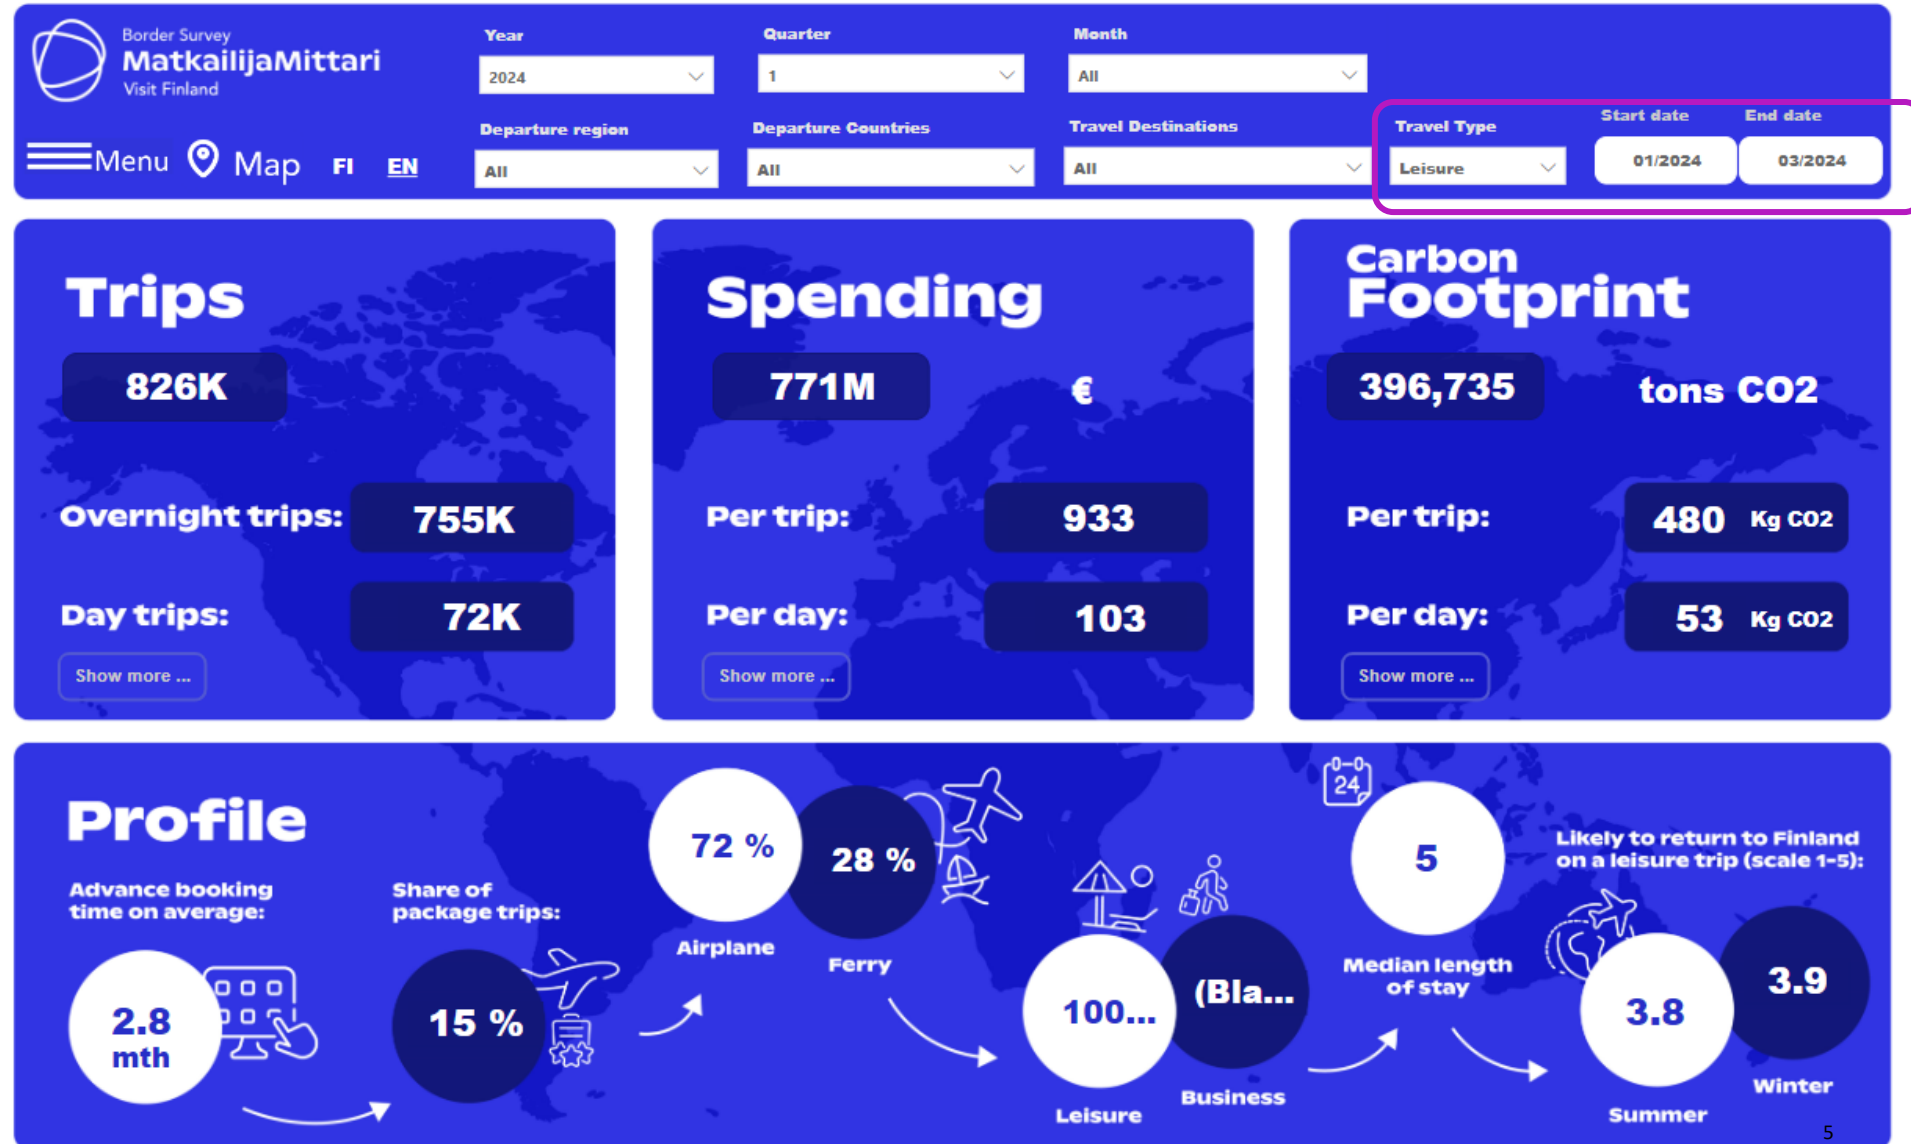 Border Survey
MatkailijaMittari
Visit Finland
Menu
Map
FI
EN
Year
2024
Quarter
1
Month
All
Departure region
All
Departure Countries
All
Travel Destinations
All
Travel Type
Leisure
Start date
01/2024
End date
03/2024
Trips
826K
Overnight trips:
755K
Day trips:
72K
Show more ...
Spending
771M
€
Per trip:
933
Per day:
103
Show more ...
Carbon
Footprint
396,735
tons CO2
Per trip:
480 Kg CO2
Per day:
53 Kg CO2
Show more ...
Profile
Advance booking
time on average:
2.8
mth
Share of
package trips:
15 %
72 %
Airplane
28 %
Ferry
100...
Leisure
(Bla...
Business
24
5
Median length
of stay
Likely to return to Finland
on a leisure trip (scale 1-5):
3.8
Summer
3.9
Winter
5